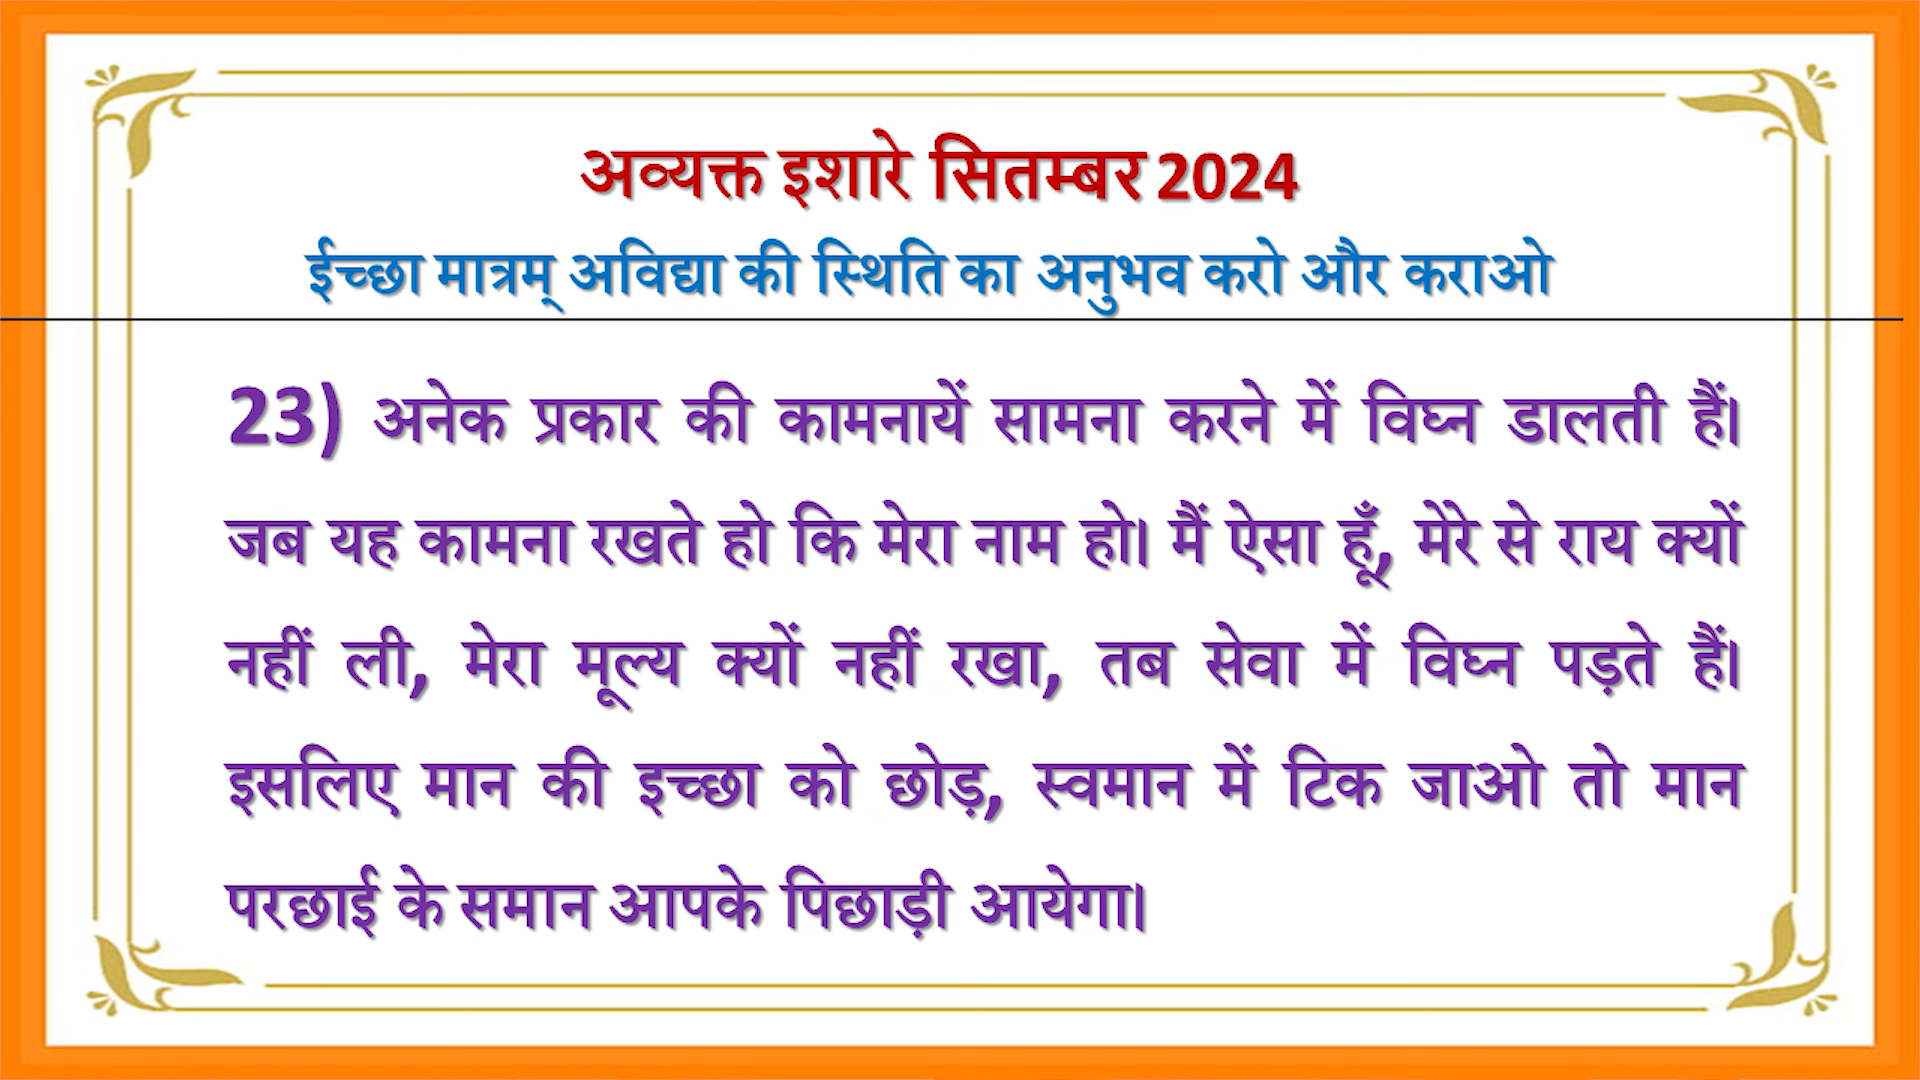 अव्यक्त इशारे सितम्बर 2024
ईच्छा मात्रम् अविद्या की स्थिति का अनुभव करो और कराओ
23) अनेक प्रकार की कामनायें सामना करने में विघ्न डालती हैं।
जब यह कामना रखते हो कि मेरा नाम हो। मैं ऐसा हूँ, मेरे से राय क्यों
नहीं ली, मेरा मूल्य क्यों नहीं रखा, तब सेवा में विघ्न पड़ते हैं।
इसलिए मान की इच्छा को छोड़, स्वमान में टिक जाओ तो मान
परछाई के समान आपके पिछाड़ी आयेगा।